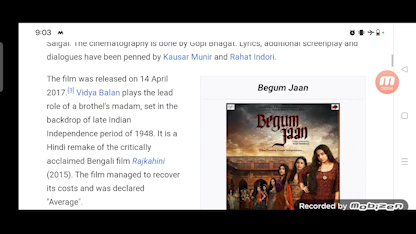 9:03
Saigal. The cinematography is done by Gopi Bhagat. Lyrics, additional screenplay and
dialogues have been penned by Kausar Munir and Rahat Indori.
The film was released on 14 April
2017.[3] Vidya Balan plays the lead
role of a brothel's madam, set in the
backdrop of late Indian
Independence period of 1948. It is a
Hindi remake of the critically
acclaimed Bengali film Rajkahini
(2015). The film managed to recover
its costs and was declared
"Average".
Begum Jaan
Begum
Jaan
Recorded by Mobizen